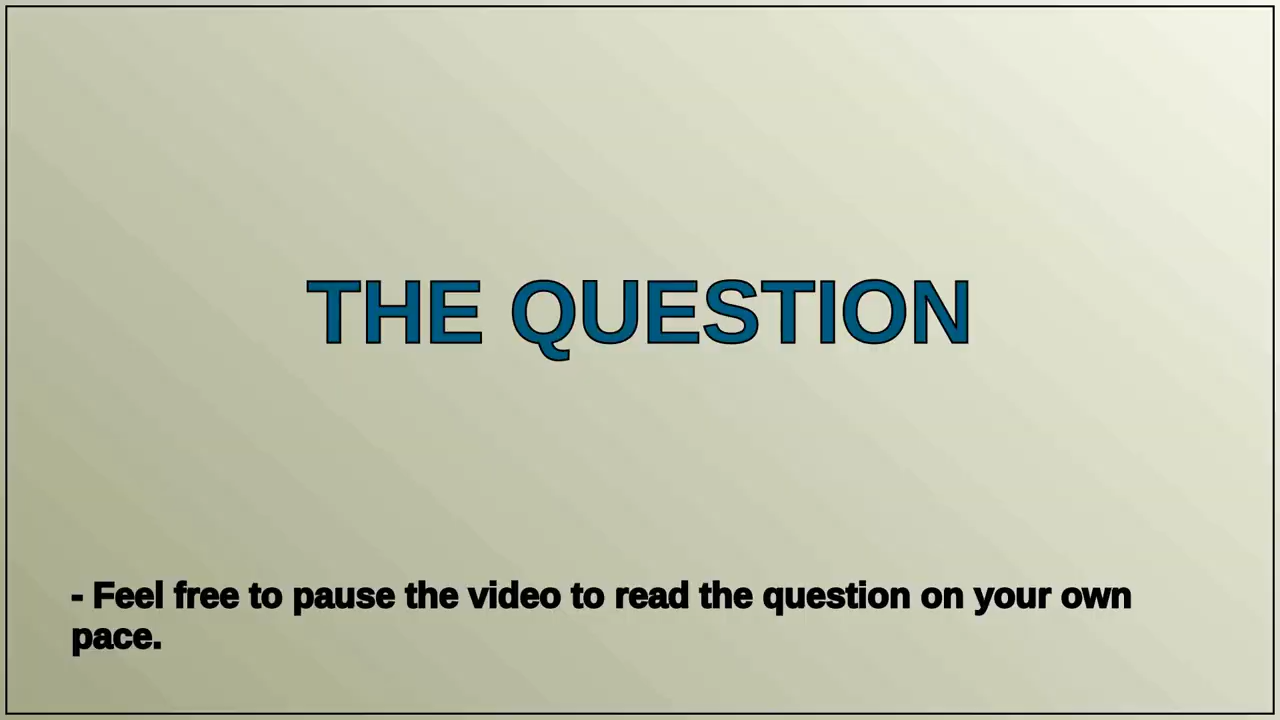 THE QUESTION
- Feel free to pause the video to read the question on your own
pace.